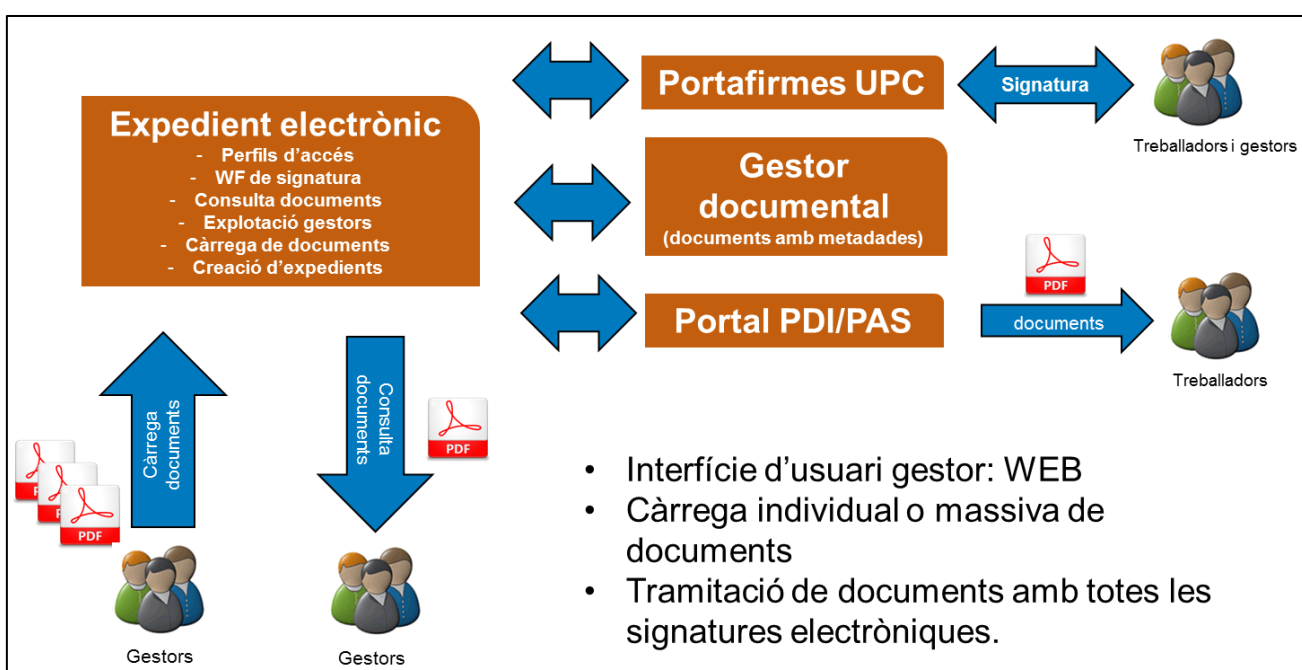 Expedient electrònic
- Perfils d'accés
- WF de signatura
- Consulta documents
- Explotació gestors
- Càrrega de documents
- Creació d'expedients
Portafirmes UPC
Signatura
Treballadors i gestors
Gestor
documental
(documents amb metadades)
Portal PDI/PAS
PDF
documents
Treballadors
Càrrega
documents
PDF
PDF
PDF
Gestors
Consulta
documents
PDF
Gestors
• Interfície d'usuari gestor: WEB
• Càrrega individual o massiva de
documents
• Tramitació de documents amb totes les
signatures electròniques.